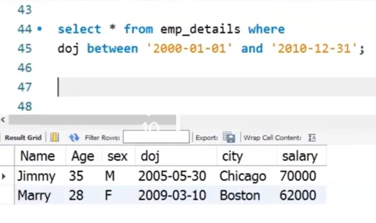 43
44 select * from emp_details where
45 doj between '2000-01-01' and '2010-12-31';
46
47
48
Result Grid Filter Rows: Export: Wrap Cell Content:
Name Age sex doj city salary
Jimmy 35 M 2005-05-30 Chicago 70000
Marry 28 F 2009-03-10 Boston 62000